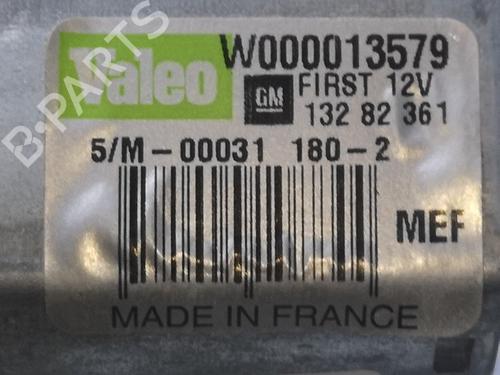 Valeo W000013579
GM FIRST 12V
132 82 361
5/M-00031 180-2
MEF
MADE IN FRANCE
B-PARTS